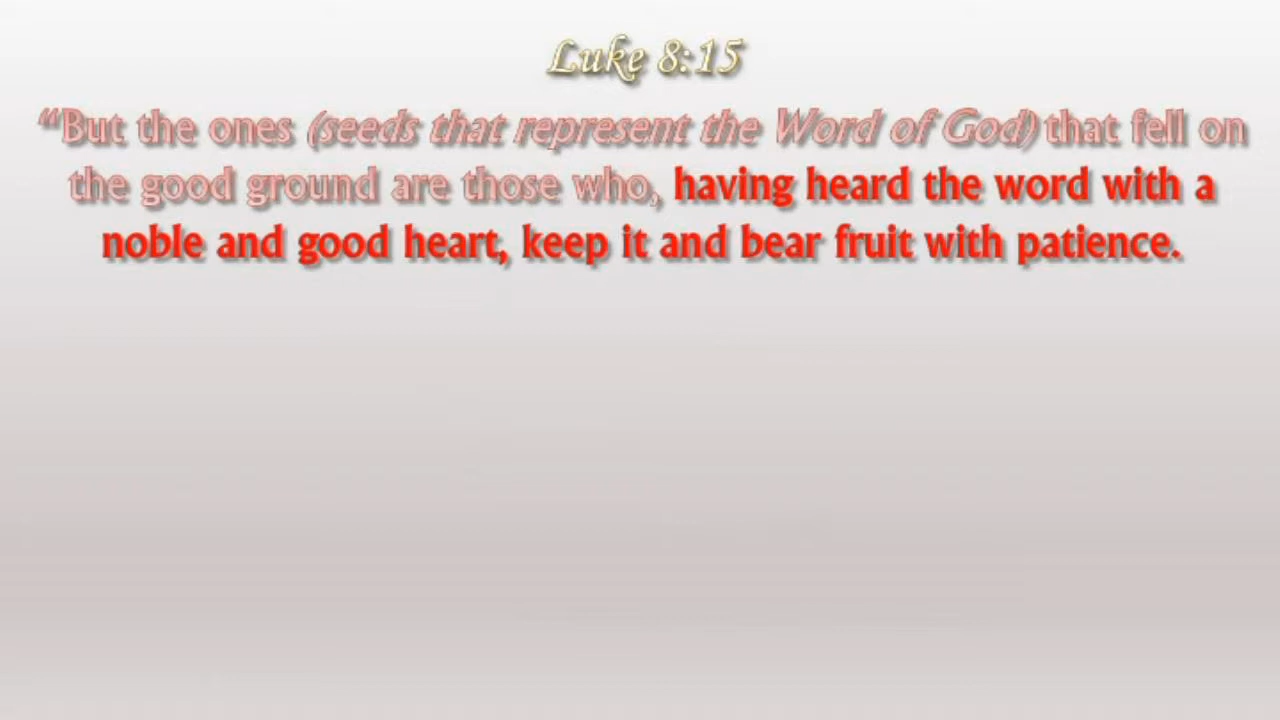 Luke 8:15
“But the ones (seeds that represent the Word of God) that fell on
the good ground are those who, having heard the word with a
noble and good heart, keep it and bear fruit with patience.